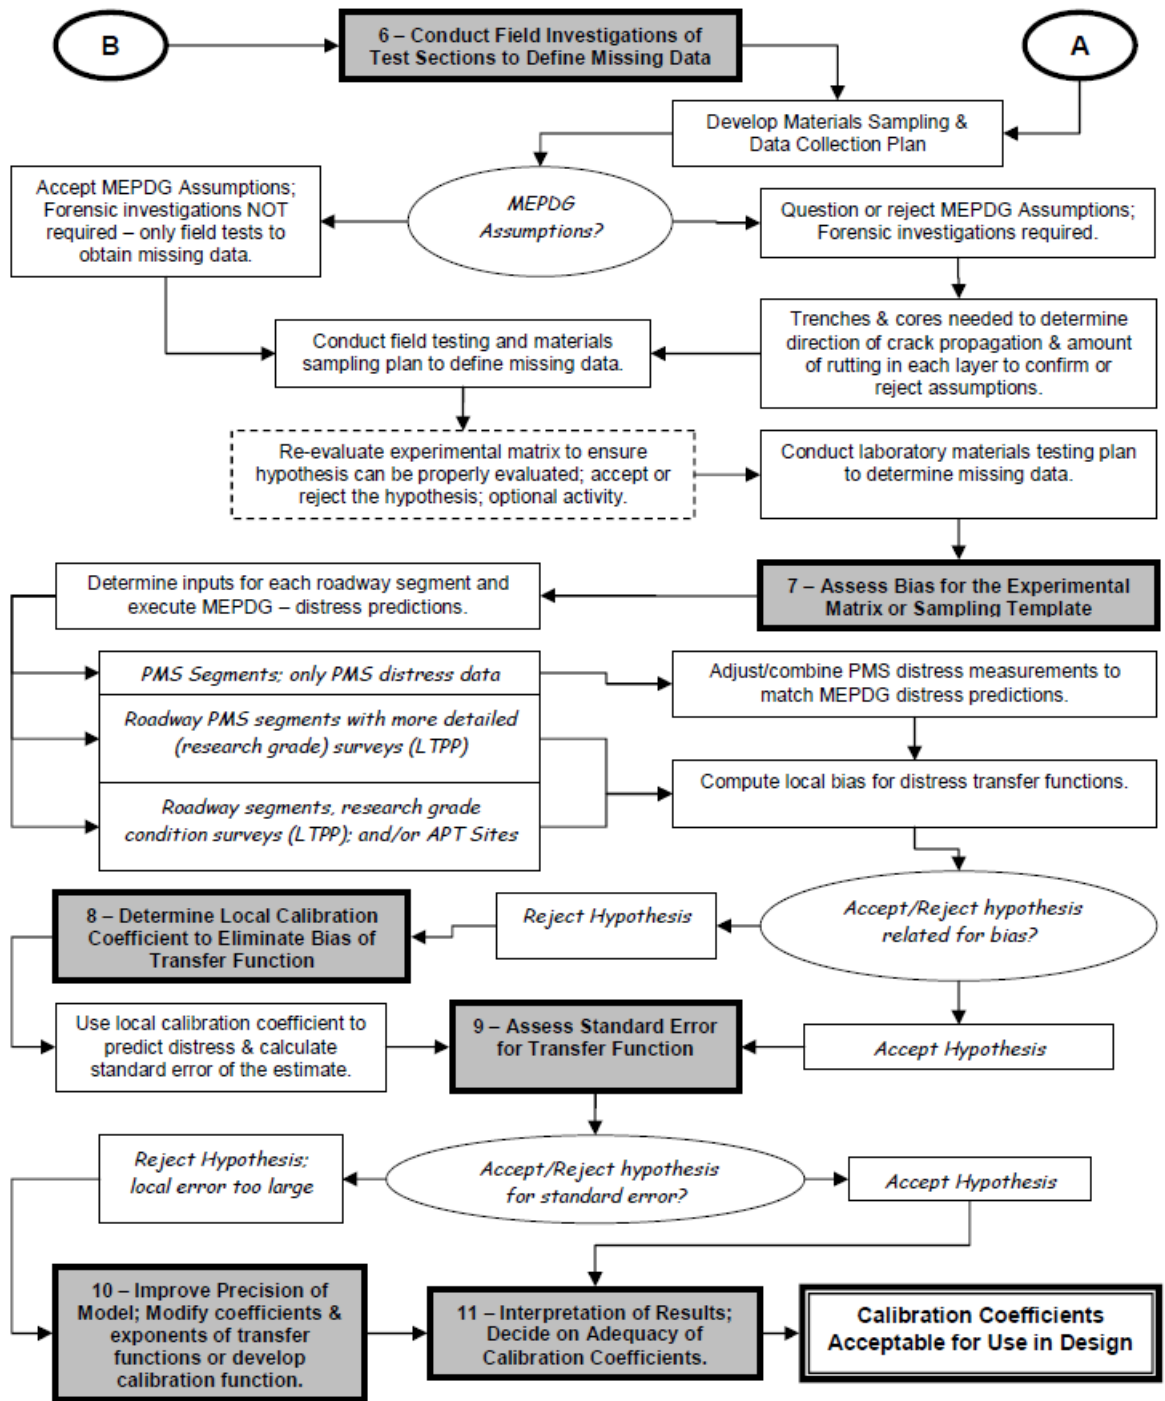 B
6 – Conduct Field Investigations of
Test Sections to Define Missing Data
A
Develop Materials Sampling &
Data Collection Plan
MEPDG
Assumptions?
Accept MEPDG Assumptions;
Forensic investigations NOT
required – only field tests to
obtain missing data.
Question or reject MEPDG Assumptions;
Forensic investigations required.
Conduct field testing and materials
sampling plan to define missing data.
Trenches & cores needed to determine
direction of crack propagation & amount
of rutting in each layer to confirm or
reject assumptions.
Re-evaluate experimental matrix to ensure
hypothesis can be properly evaluated; accept or
reject the hypothesis; optional activity.
Conduct laboratory materials testing plan
to determine missing data.
Determine inputs for each roadway segment and
execute MEPDG – distress predictions.
7 – Assess Bias for the Experimental
Matrix or Sampling Template
PMS Segments; only PMS distress data
Adjust/combine PMS distress measurements to
match MEPDG distress predictions.
Roadway PMS segments with more detailed
(research grade) surveys (LTPP)
Compute local bias for distress transfer functions.
Roadway segments, research grade
condition surveys (LTPP); and/or APT Sites
8 – Determine Local Calibration
Coefficient to Eliminate Bias of
Transfer Function
Reject Hypothesis
Accept/Reject hypothesis
related for bias?
Use local calibration coefficient to
predict distress & calculate
standard error of the estimate.
9 – Assess Standard Error
for Transfer Function
Accept Hypothesis
Reject Hypothesis;
local error too large
Accept/Reject hypothesis
for standard error?
Accept Hypothesis
10 – Improve Precision of
Model; Modify coefficients &
exponents of transfer
functions or develop
calibration function.
11 – Interpretation of Results;
Decide on Adequacy of
Calibration Coefficients.
Calibration Coefficients
Acceptable for Use in Design